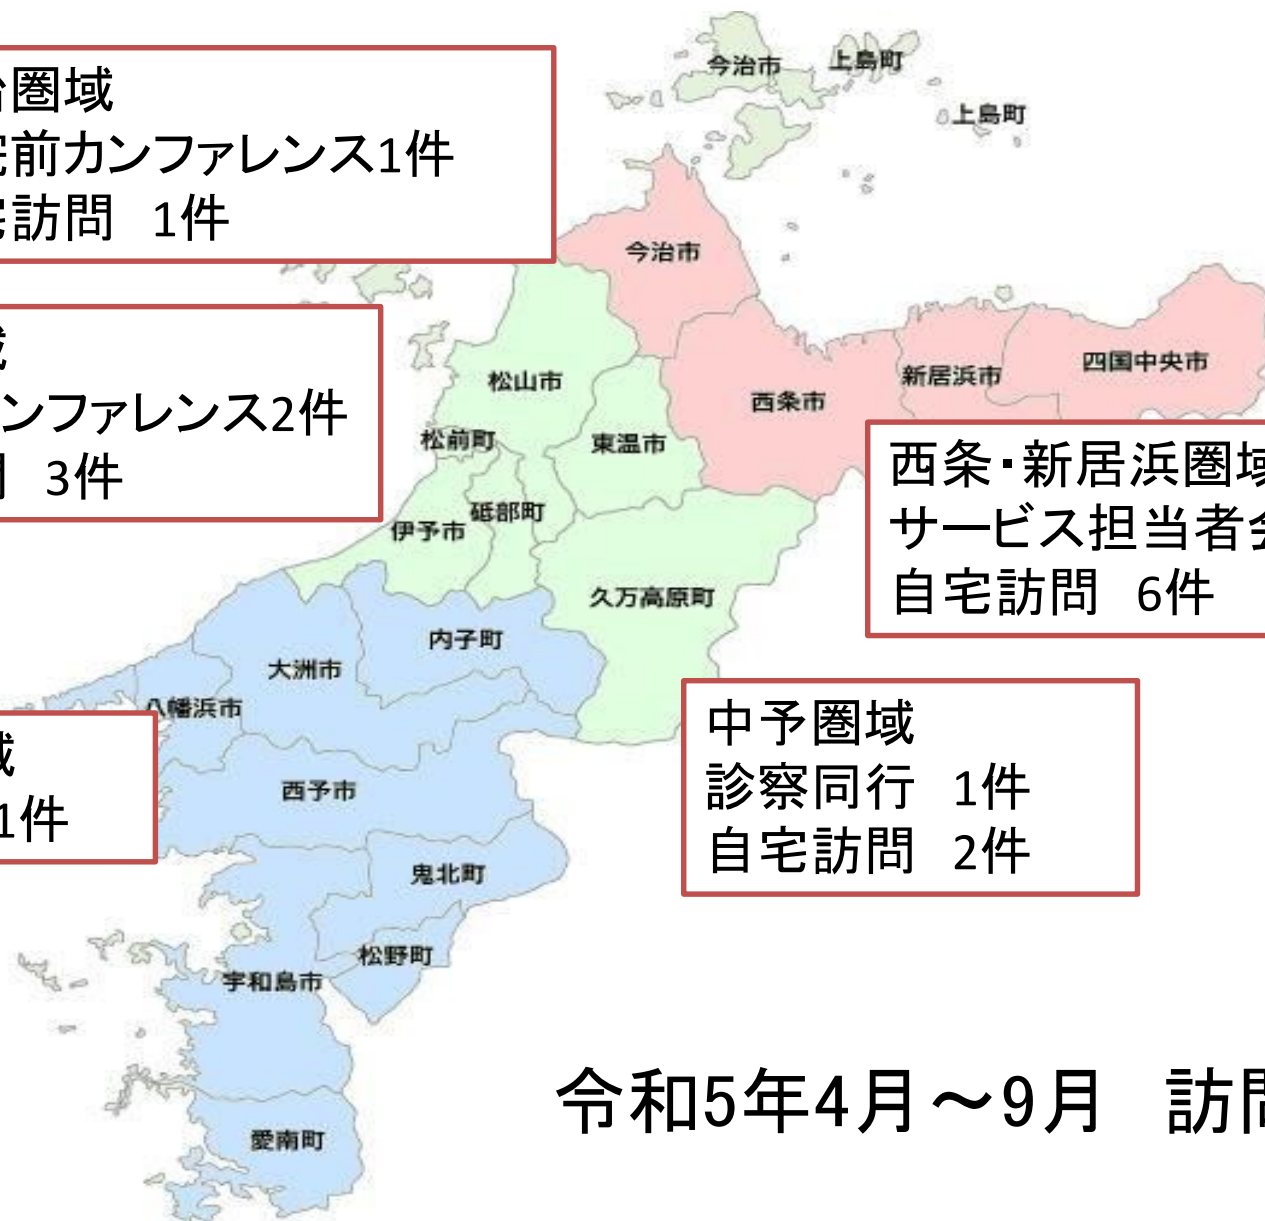 今治市
上島町
上島町
圏域
前カンファレンス1件
訪問 1件
今治市
松山市
新居浜市
四国中央市
西条市
ンファレンス2件
3件
松前町
東温市
西条・新居浜圏域
サービス担当者
自宅訪問 6件
砥部町
伊予市
久万高原町
内子町
大洲市
八幡浜市
域
1件
中予圏域
診察同行 1件
自宅訪問 2件
西予市
鬼北町
松野町
宇和島市
令和5年4月～9月 訪
愛南町